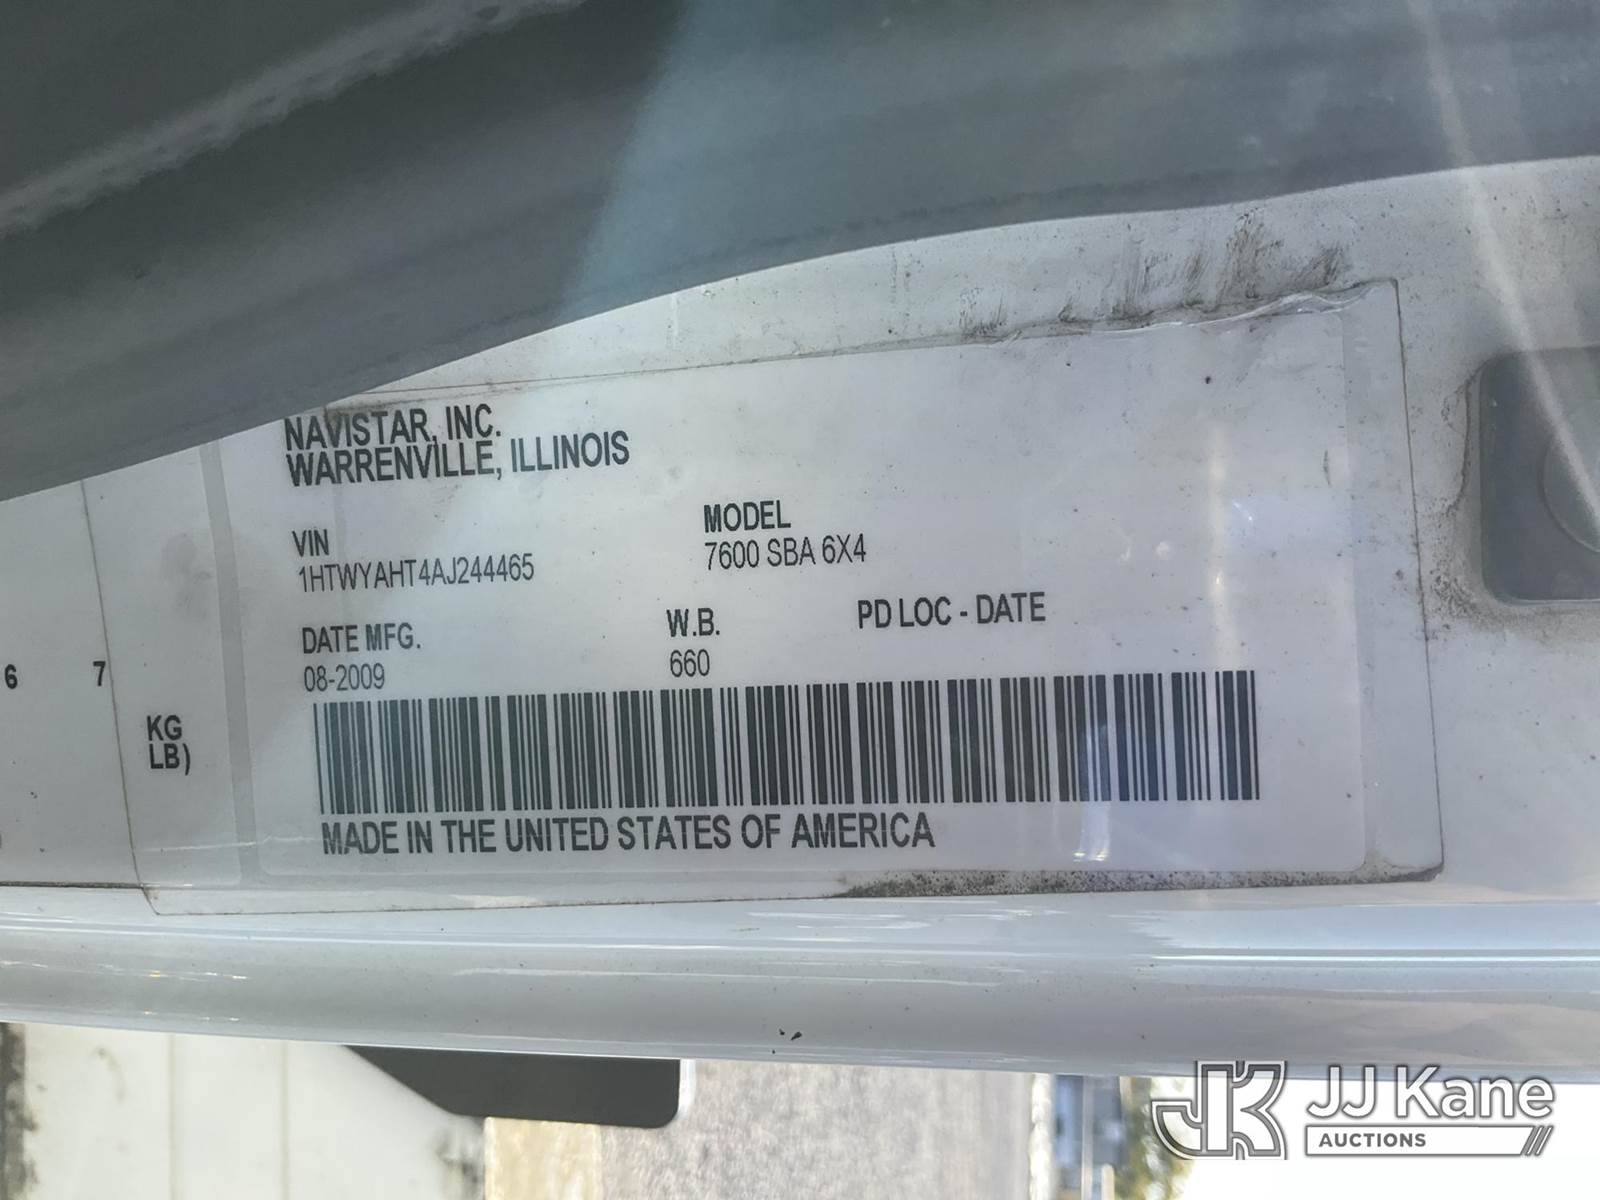 NAVISTAR, INC.
WARRENVILLE, ILLINOIS
VIN
1HTWYAHT4AJ244465
MODEL
7600 SBA 6X4
DATE MFG.
08-2009
W.B.
660
PD LOC - DATE
MADE IN THE UNITED STATES OF AMERICA
6 7
KG
LB)
JK JJ Kane
AUCTIONS